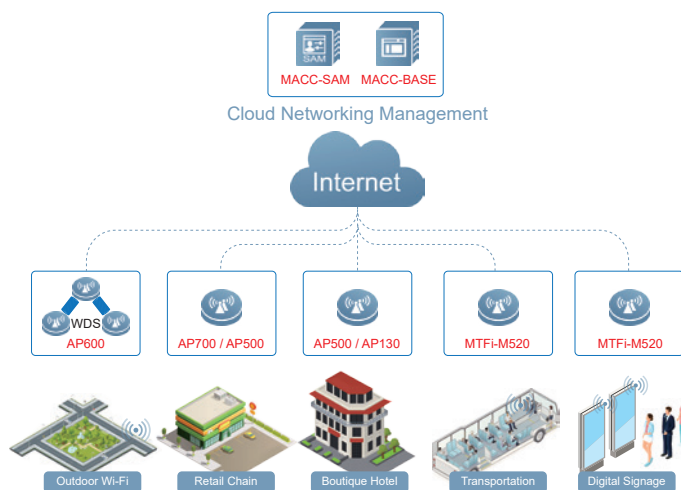 SAM
MACC-SAM
MACC-BASE
Cloud Networking Management
Internet
WDS
AP600
AP700 / AP500
AP500 / AP130
MTFi-M520
MTFi-M520
Outdoor Wi-Fi
Retail Chain
Boutique Hotel
Transportation
Digital Signage